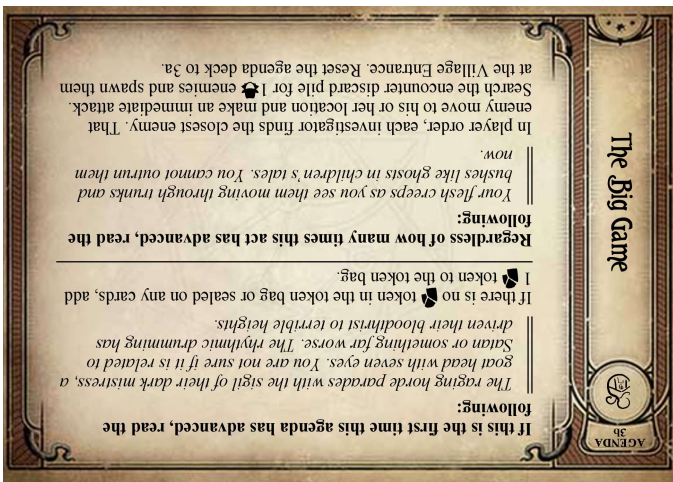 AGENDA
3b
The Big Game
If this is the first time this agenda has advanced, read the
following:
The raging horde parades with the sigil of their dark mistress, a
goat head with seven eyes. You are not sure if it is related to
Satan or something far worse. The rhythmic drumming has
driven their bloodthirst to terrible heights.
If there is no token in the token bag or sealed on any cards, add
1 token to the token bag.
Regardless of how many times this act has advanced, read the
following:
Your flesh creeps as you see them moving through trunks and
bushes like ghosts in children's tales. You cannot outrun them
now.
In player order, each investigator finds the closest enemy. That
enemy move to his or her location and make an immediate attack.
Search the encounter discard pile for 1 enemies and spawn them
at the Village Entrance. Reset the agenda deck to 3a.